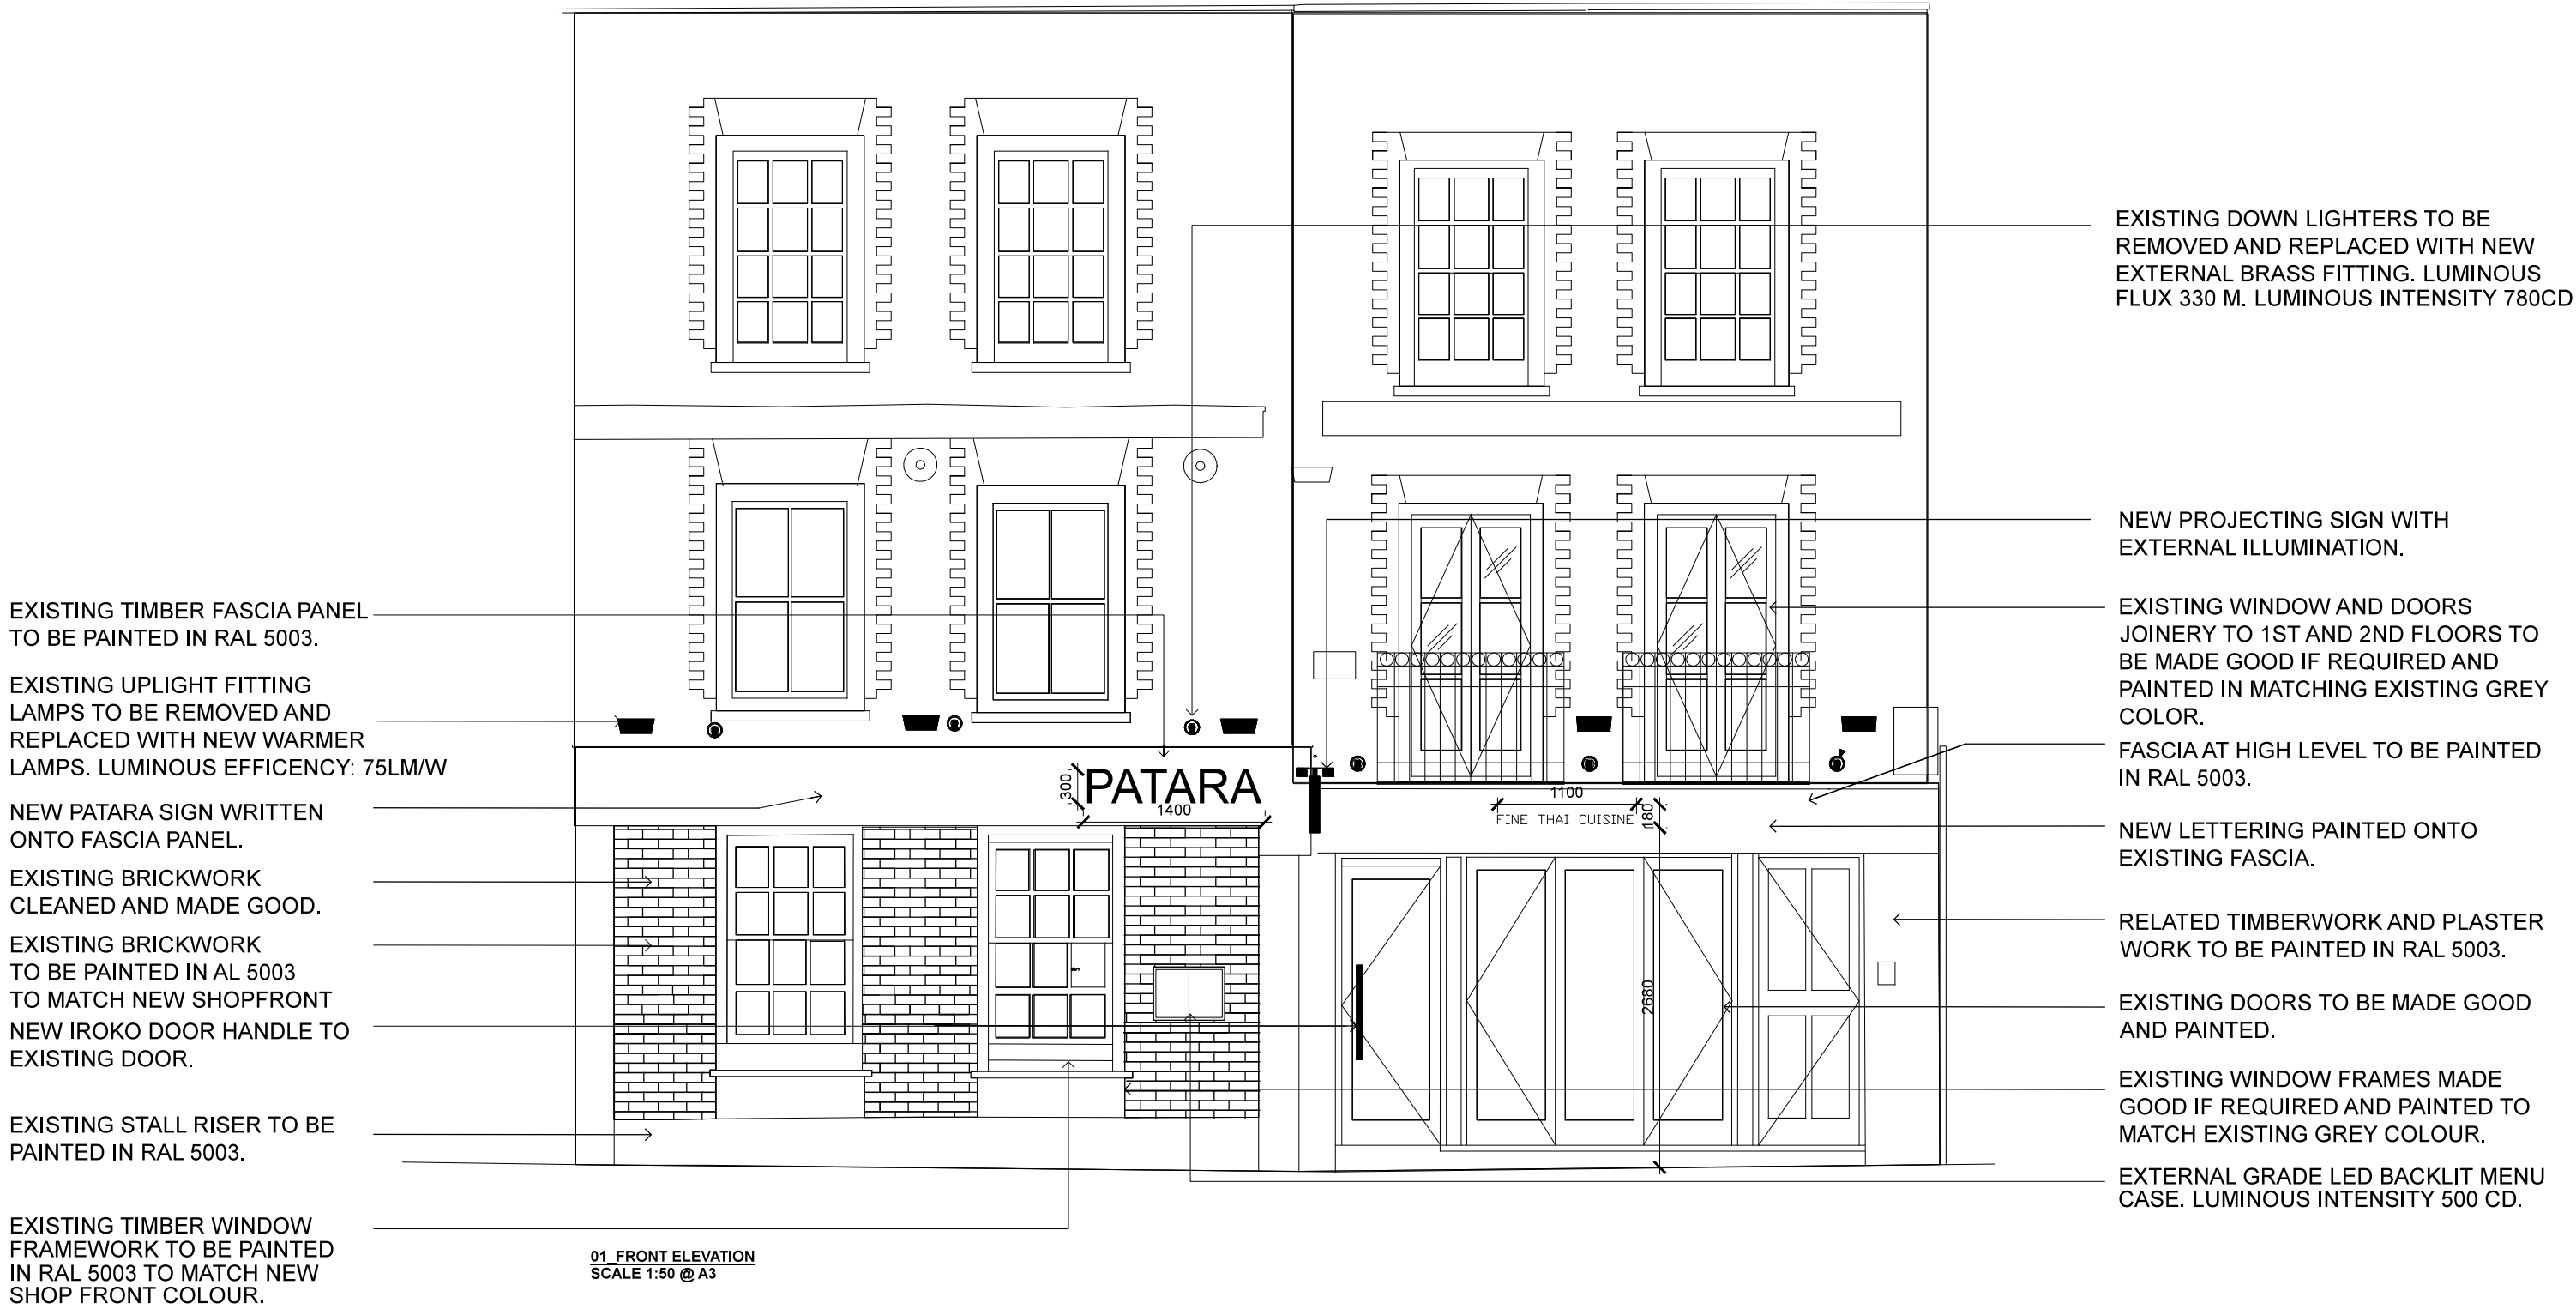 EXISTING TIMBER FASCIA PANEL
TO BE PAINTED IN RAL 5003.
EXISTING UPLIGHT FITTING
LAMPS TO BE REMOVED AND
REPLACED WITH NEW WARMER
LAMPS. LUMINOUS EFFICENCY: 75LM/W
NEW PATARA SIGN WRITTEN
ONTO FASCIA PANEL.
EXISTING BRICKWORK
CLEANED AND MADE GOOD.
EXISTING BRICKWORK
TO BE PAINTED IN AL 5003
TO MATCH NEW SHOPFRONT
NEW IROKO DOOR HANDLE TO
EXISTING DOOR.
EXISTING STALL RISER TO BE
PAINTED IN RAL 5003.
EXISTING TIMBER WINDOW
FRAMEWORK TO BE PAINTED
IN RAL 5003 TO MATCH NEW
SHOP FRONT COLOUR.
300
PATARA
1400
1100
FINE THAI CUISINE
180
2680
01_FRONT ELEVATION
SCALE 1:50 @ A3
EXISTING DOWN LIGHTERS TO BE
REMOVED AND REPLACED WITH NEW
EXTERNAL BRASS FITTING. LUMINOUS
FLUX 330 M. LUMINOUS INTENSITY 780CD
NEW PROJECTING SIGN WITH
EXTERNAL ILLUMINATION.
EXISTING WINDOW AND DOORS
JOINERY TO 1ST AND 2ND FLOORS TO
BE MADE GOOD IF REQUIRED AND
PAINTED IN MATCHING EXISTING GREY
COLOR.
FASCIA AT HIGH LEVEL TO BE PAINTED
IN RAL 5003.
NEW LETTERING PAINTED ONTO
EXISTING FASCIA.
RELATED TIMBERWORK AND PLASTER
WORK TO BE PAINTED IN RAL 5003.
EXISTING DOORS TO BE MADE GOOD
AND PAINTED.
EXISTING WINDOW FRAMES MADE
GOOD IF REQUIRED AND PAINTED TO
MATCH EXISTING GREY COLOUR.
EXTERNAL GRADE LED BACKLIT MENU
CASE. LUMINOUS INTENSITY 500 CD.